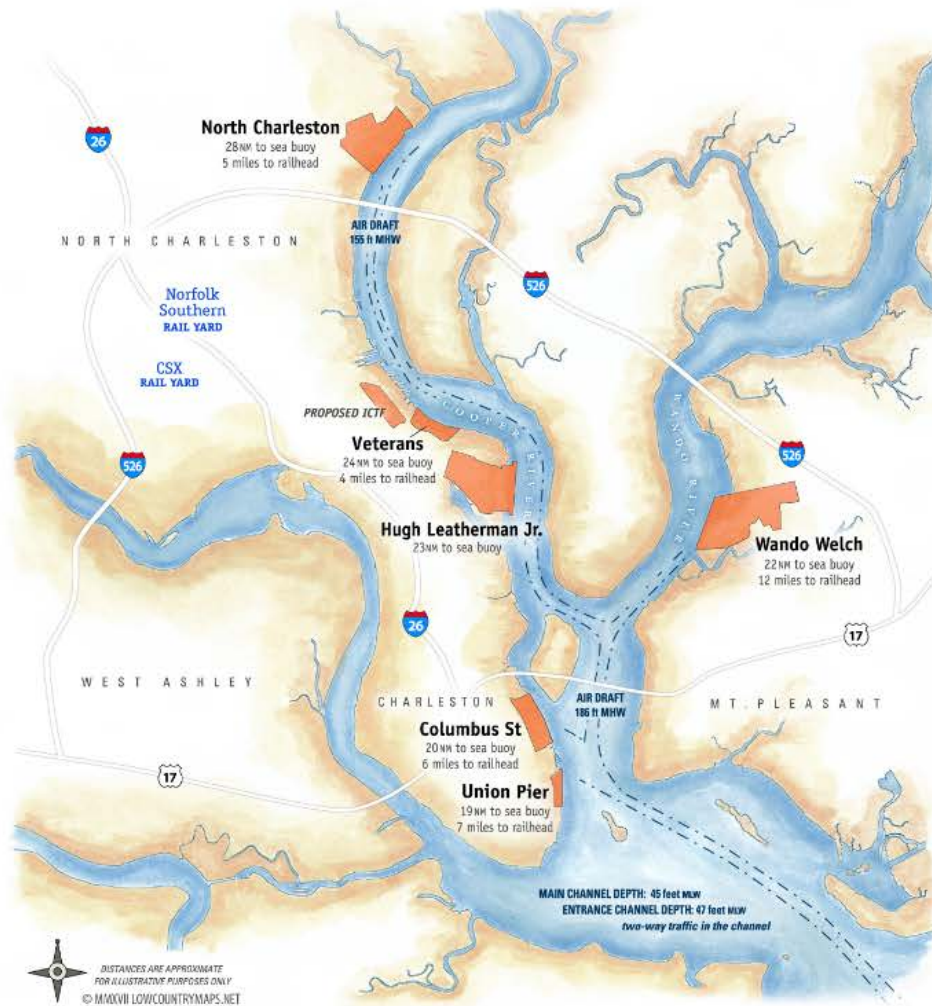 North Charleston
28NM to sea buoy
5 miles to railhead
26
AIR DRAFT
155 ft MHW
NORTH CHARLESTON
526
Norfolk
Southern
RAIL YARD
CSX
RAIL YARD
PROPOSED ICTF
COOPER
RIVER
WANDO RIVER
Veterans
24NM to sea buoy
4 miles to railhead
526
526
Hugh Leatherman Jr.
23NM to sea buoy
Wando Welch
22NM to sea buoy
12 miles to railhead
26
17
WEST ASHLEY
CHARLESTON
AIR DRAFT
186 ft MHW
MT. PLEASANT
Columbus St
20NM to sea buoy
6 miles to railhead
17
Union Pier
19NM to sea buoy
7 miles to railhead
MAIN CHANNEL DEPTH: 45 feet MLW
ENTRANCE CHANNEL DEPTH: 47 feet MLW
two-way traffic in the channel
DISTANCES ARE APPROXIMATE
FOR ILLUSTRATIVE PURPOSES ONLY
© MMXVII LOWCOUNTRYMAPS.NET